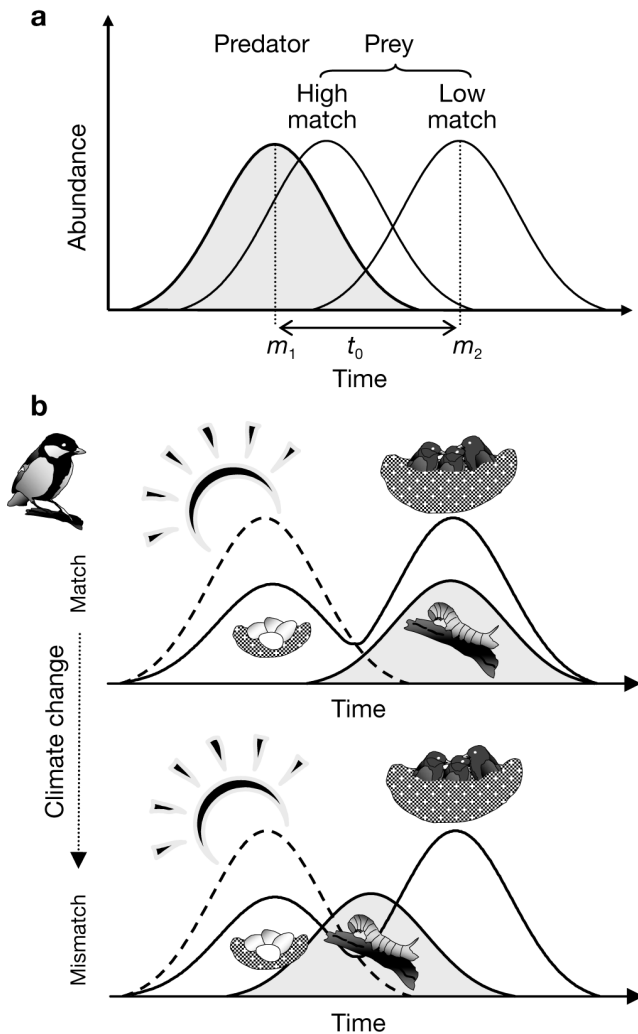 a
Predator
Prey
High
match
Low
match
Abundance
m1
t0
m2
Time
b
Match
Climate change
Mismatch
Time
Time